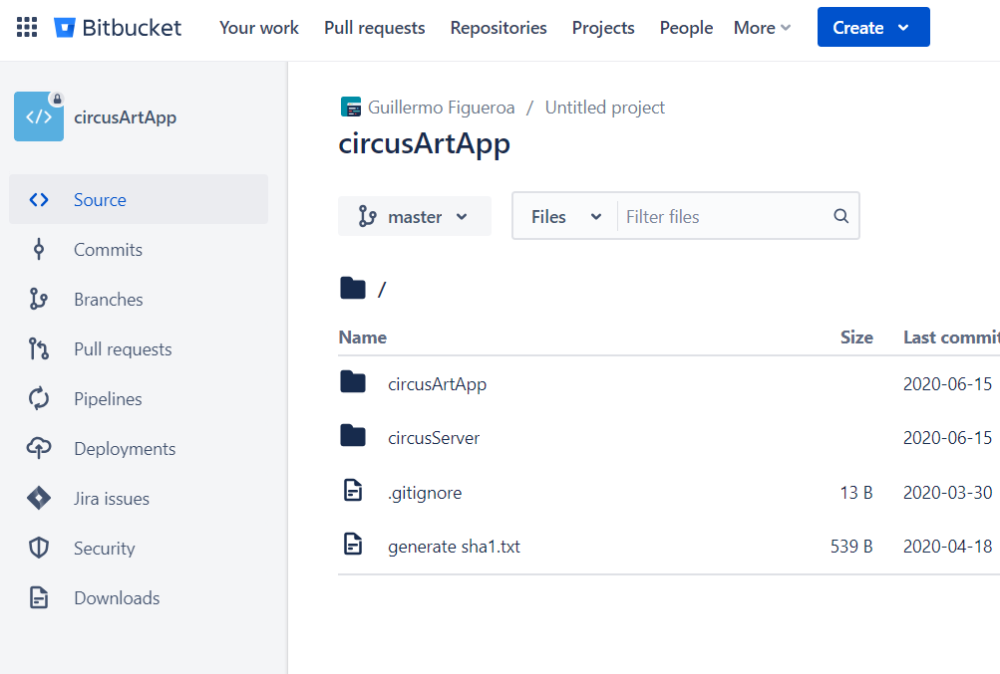 Bitbucket Your work Pull requests Repositories Projects People More Create
</> circusArtApp
Source
Commits
Branches
Pull requests
Pipelines
Deployments
Jira issues
Security
Downloads
Guillermo Figueroa / Untitled project
circusArtApp
master Files Filter files
/
Name Size Last commit
circusArtApp 2020-06-15
circusServer 2020-06-15
.gitignore 13 B 2020-03-30
generate sha1.txt 539 B 2020-04-18